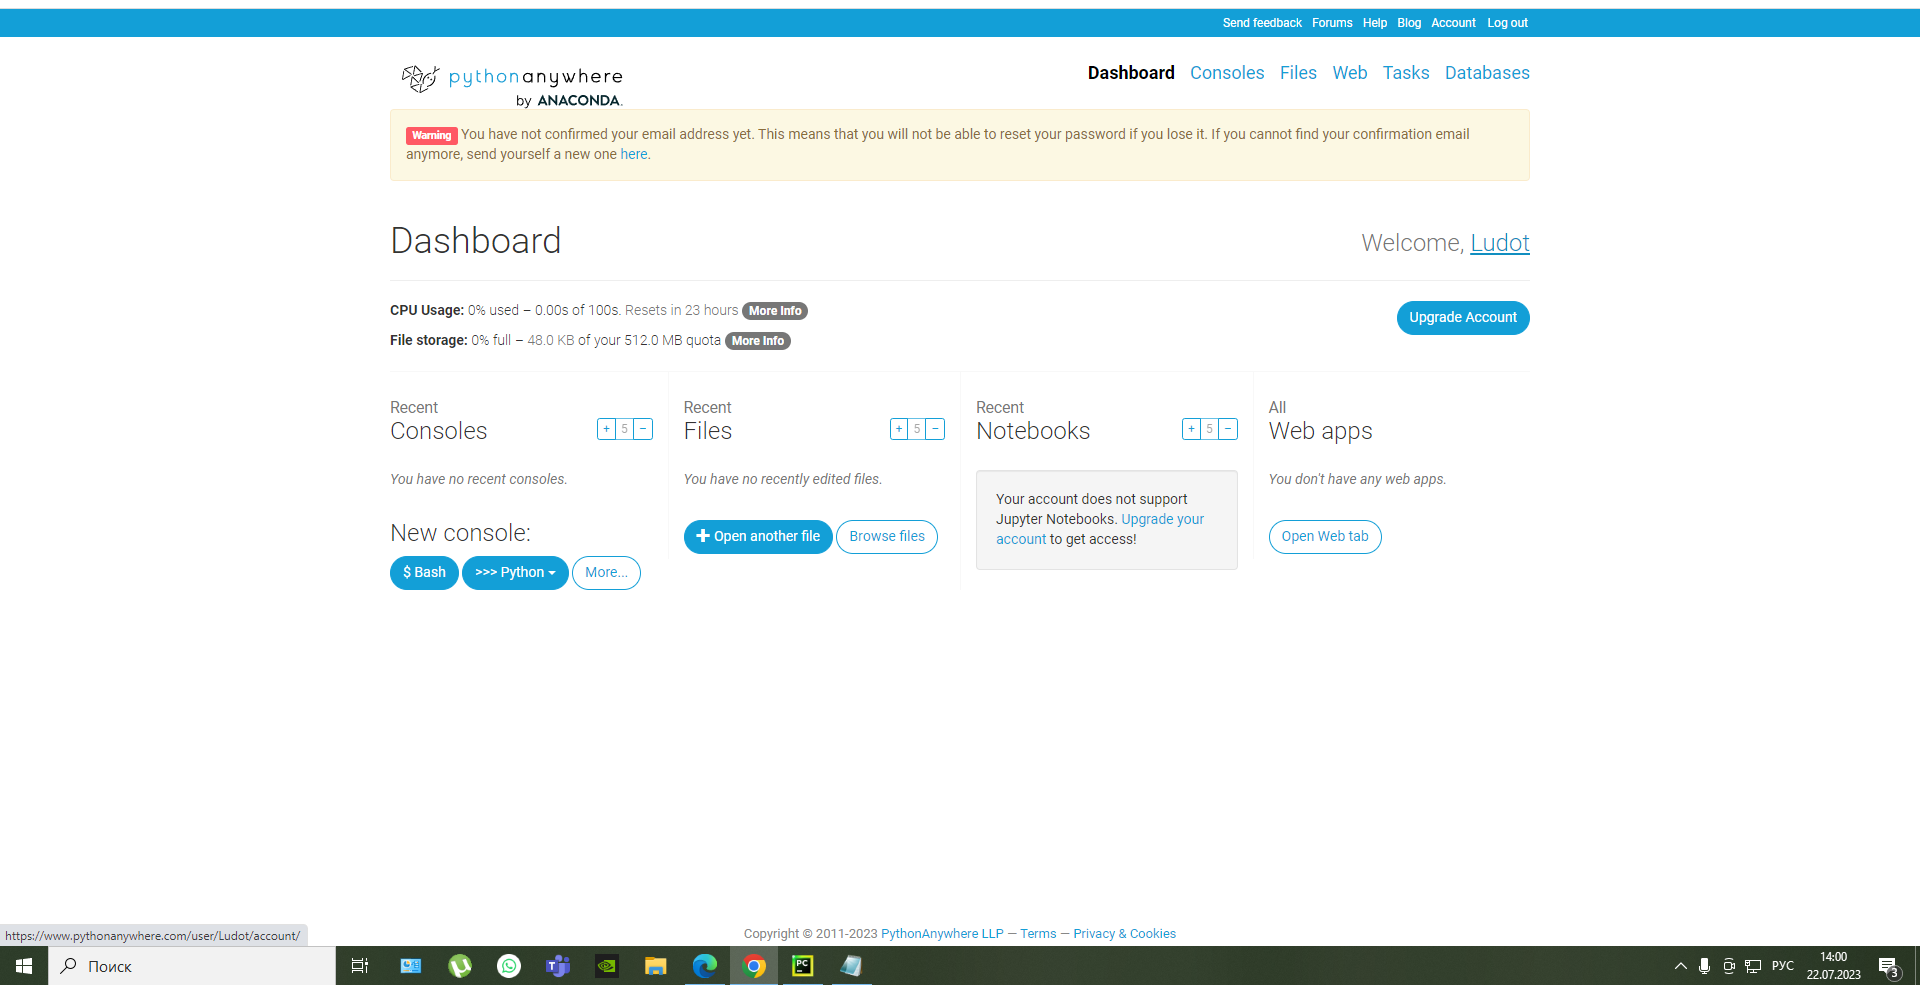 Send feedback Forums Help Blog Account Log out
pythonanywhere
by ANACONDA.
Dashboard Consoles Files Web Tasks Databases
Warning You have not confirmed your email address yet. This means that you will not be able to reset your password if you lose it. If you cannot find your confirmation email
anymore, send yourself a new one here.
Dashboard
Welcome, Ludot
CPU Usage: 0% used – 0.00s of 100s. Resets in 23 hours More Info
Upgrade Account
File storage: 0% full – 48.0 KB of your 512.0 MB quota More Info
Recent
Consoles
+ 5 −
You have no recent consoles.
New console:
$ Bash >>> Python More...
Recent
Files
+ 5 −
You have no recently edited files.
+ Open another file Browse files
Recent
Notebooks
+ 5 −
Your account does not support
Jupyter Notebooks. Upgrade your
account to get access!
All
Web apps
You don't have any web apps.
Open Web tab
Copyright © 2011-2023 PythonAnywhere LLP — Terms — Privacy & Cookies
https://www.pythonanywhere.com/user/Ludot/account/
Поиск
PC
РУС
14:00
22.07.2023
3